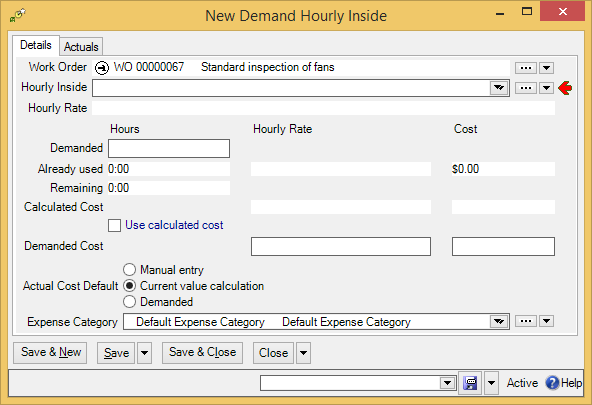 New Demand Hourly Inside
Details Actuals
Work Order WO 00000067 Standard inspection of fans
Hourly Inside
Hourly Rate
Hours Hourly Rate Cost
Demanded
Already used 0:00 $0.00
Remaining 0:00
Calculated Cost
Use calculated cost
Demanded Cost
Manual entry
Actual Cost Default Current value calculation
Demanded
Expense Category Default Expense Category Default Expense Category
Save & New Save Save & Close Close
Active Help